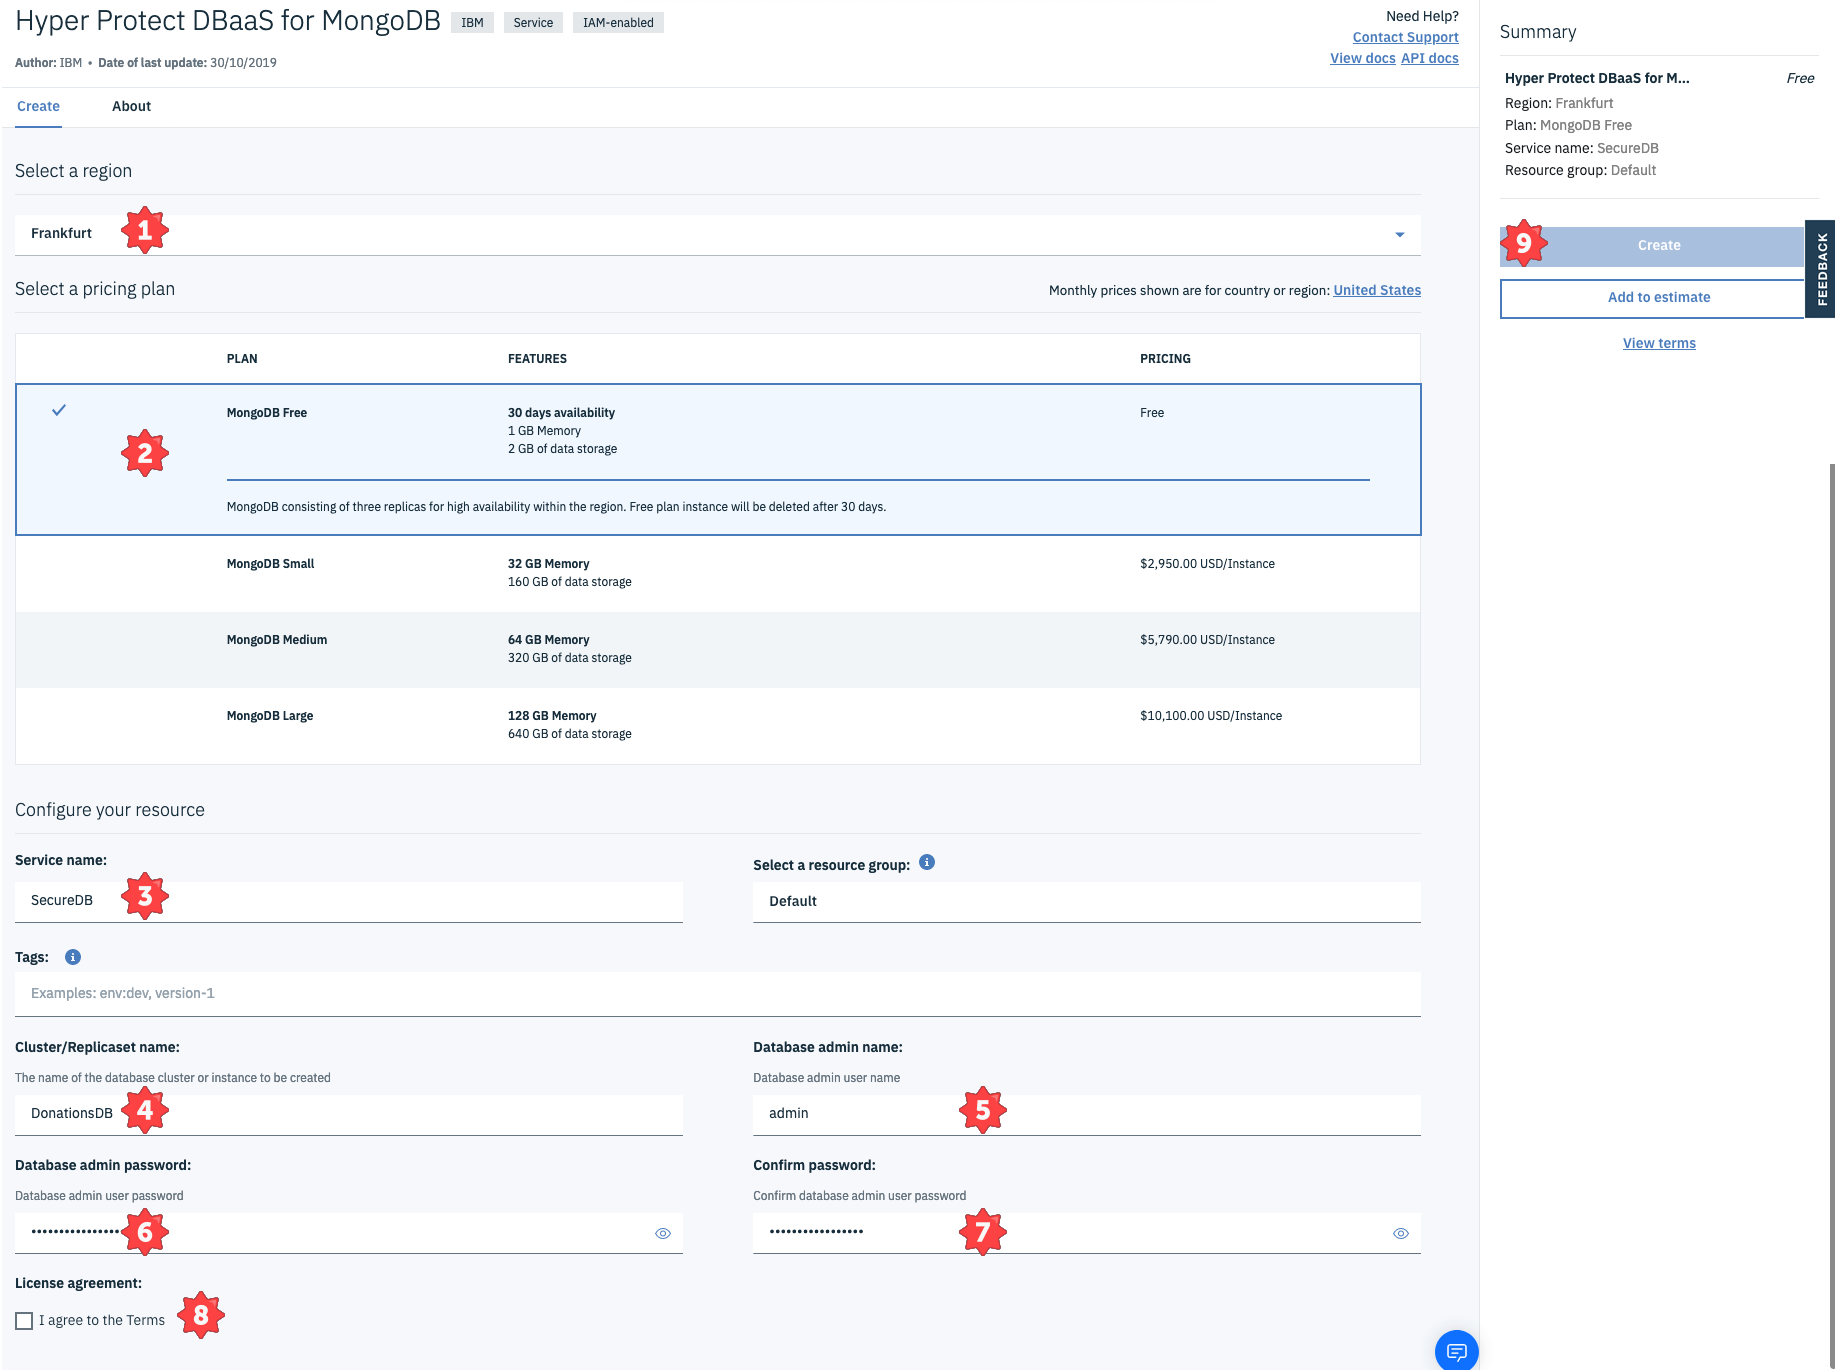 Hyper Protect DBaaS for MongoDB IBM Service IAM-enabled
Author: IBM • Date of last update: 30/10/2019
Need Help?
Contact Support
View docs API docs
Create About
Select a region
Frankfurt 1
Select a pricing plan
Monthly prices shown are for country or region: United States
PLAN FEATURES PRICING
MongoDB Free 30 days availability Free
1 GB Memory
2 GB of data storage
2
MongoDB consisting of three replicas for high availability within the region. Free plan instance will be deleted after 30 days.
MongoDB Small 32 GB Memory $2,950.00 USD/Instance
160 GB of data storage
MongoDB Medium 64 GB Memory $5,790.00 USD/Instance
320 GB of data storage
MongoDB Large 128 GB Memory $10,100.00 USD/Instance
640 GB of data storage
Configure your resource
Service name:
SecureDB 3
Select a resource group:
Default
Tags:
Examples: env:dev, version-1
Cluster/Replicaset name:
The name of the database cluster or instance to be created
DonationsDB 4
Database admin name:
Database admin user name
admin 5
Database admin password:
Database admin user password
6
Confirm password:
Confirm database admin user password
7
License agreement:
I agree to the Terms 8
Summary
Hyper Protect DBaaS for M... Free
Region: Frankfurt
Plan: MongoDB Free
Service name: SecureDB
Resource group: Default
9 Create
Add to estimate
View terms
FEEDBACK